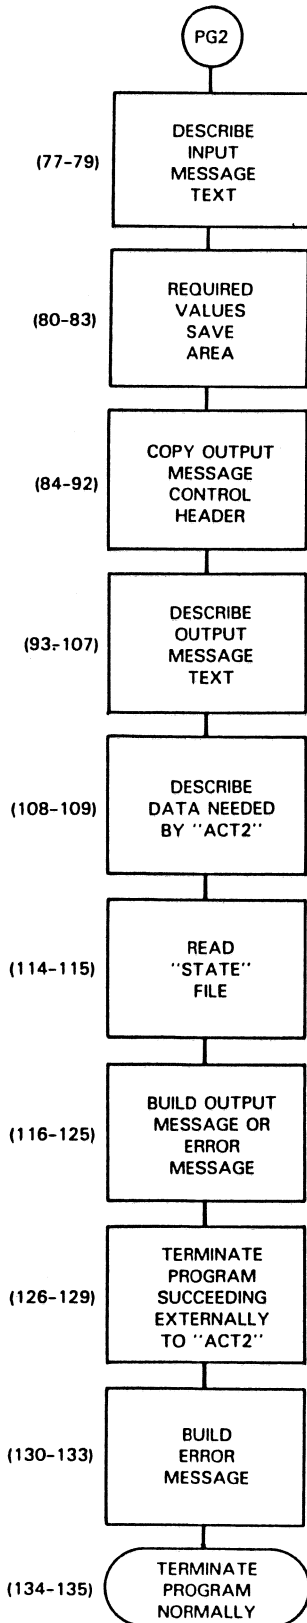 PG2
(77-79)
DESCRIBE
INPUT
MESSAGE
TEXT
(80-83)
REQUIRED
VALUES
SAVE
AREA
(84-92)
COPY OUTPUT
MESSAGE
CONTROL
HEADER
(93-107)
DESCRIBE
OUTPUT
MESSAGE
TEXT
(108-109)
DESCRIBE
DATA NEEDED
BY "ACT2"
(114-115)
READ
"STATE"
FILE
(116-125)
BUILD OUTPUT
MESSAGE OR
ERROR
MESSAGE
(126-129)
TERMINATE
PROGRAM
SUCCEEDING
EXTERNALLY
TO "ACT2"
(130-133)
BUILD
ERROR
MESSAGE
(134-135)
TERMINATE
PROGRAM
NORMALLY